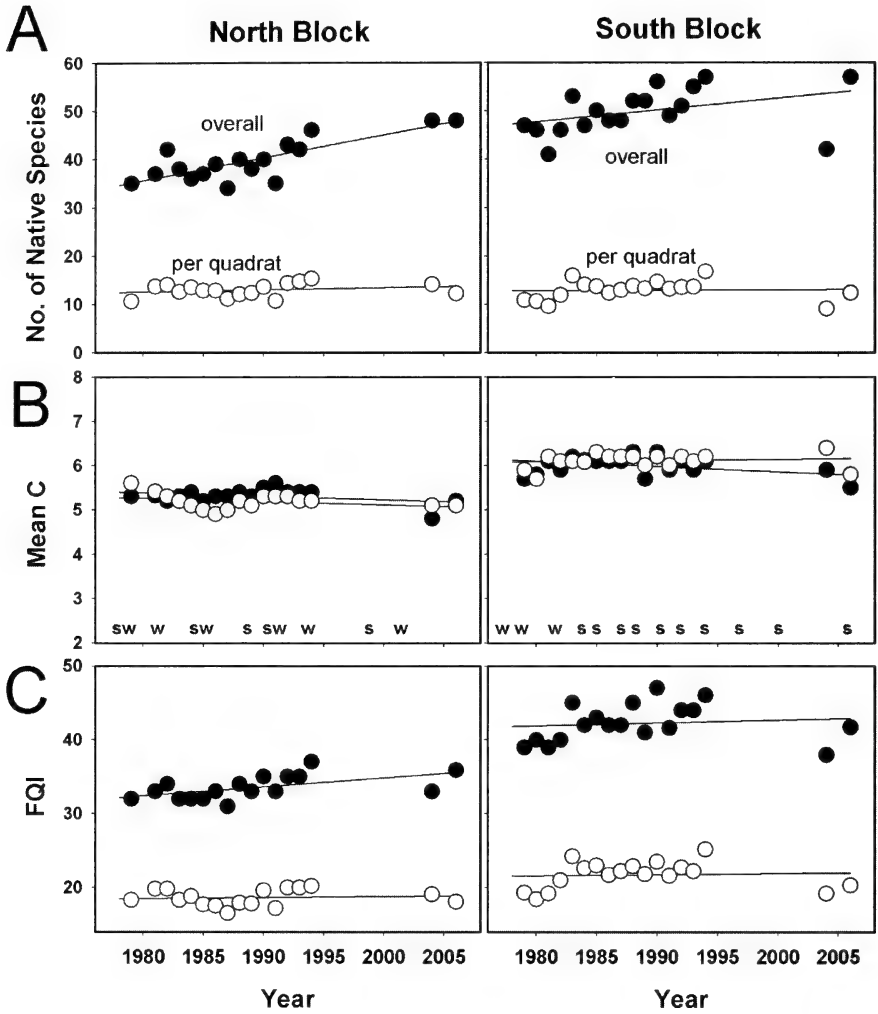 A
North Block
South Block
No. of Native Species
60
50
40
30
20
10
0
overall
per quadrat
overall
per quadrat
B
Mean C
8
7
6
5
4
3
2
sw w sw s sw w s w
w w w s s s s s s s s s s
C
FQI
50
40
30
20
1980 1985 1990 1995 2000 2005
1980 1985 1990 1995 2000 2005
Year
Year